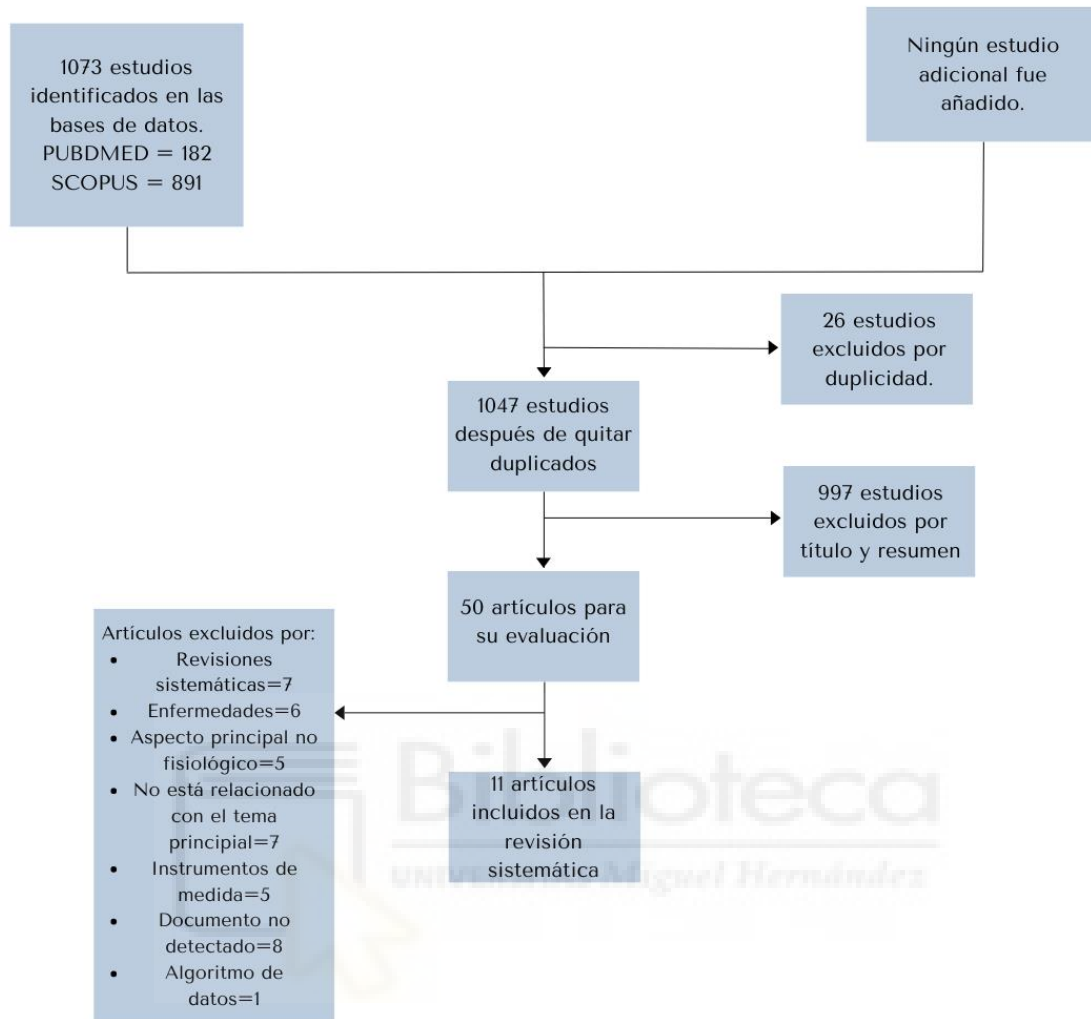 1073 estudios
identificados en las
bases de datos.
PUBDMED = 182
SCOPUS = 891
Ningún estudio
adicional fue
añadido.
26 estudios
excluidos por
duplicidad.
1047 estudios
después de quitar
duplicados
997 estudios
excluidos por
título y resumen
50 artículos para
su evaluación
Artículos excluidos por:
• Revisiones
sistemáticas=7
• Enfermedades=6
• Aspecto principal no
fisiológico=5
• No está relacionado
con el tema
principial=7
• Instrumentos de
medida=5
• Documento no
detectado=8
• Algoritmo de
datos=1
11 artículos
incluidos en la
revisión
sistemática
Biblioteca
UNIVERSITAS Miguel Hernández